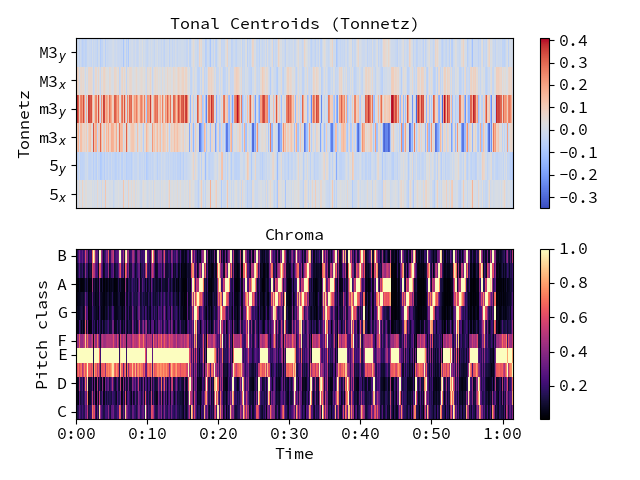 Tonal Centroids (Tonnetz)
Tonnetz
M3y
M3x
m3y
m3x
5y
5x
0.4
0.3
0.2
0.1
0.0
−0.1
−0.2
−0.3
Chroma
Pitch class
B
A
G
F
E
D
C
0:00 0:10 0:20 0:30 0:40 0:50 1:00
Time
1.0
0.8
0.6
0.4
0.2